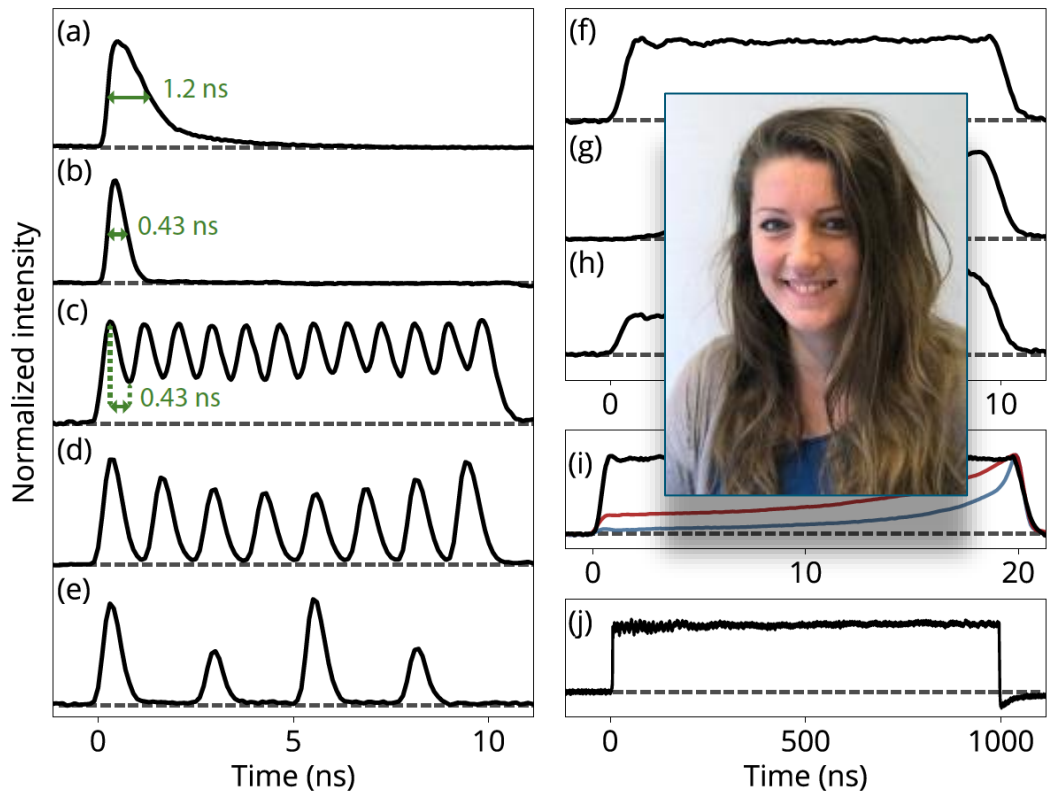 Normalized intensity
(a)
1.2 ns
(b)
0.43 ns
(c)
0.43 ns
(d)
(e)
0 5 10
Time (ns)
(f)
(g)
(h)
0 10
(i)
0 10 20
(j)
0 500 1000
Time (ns)